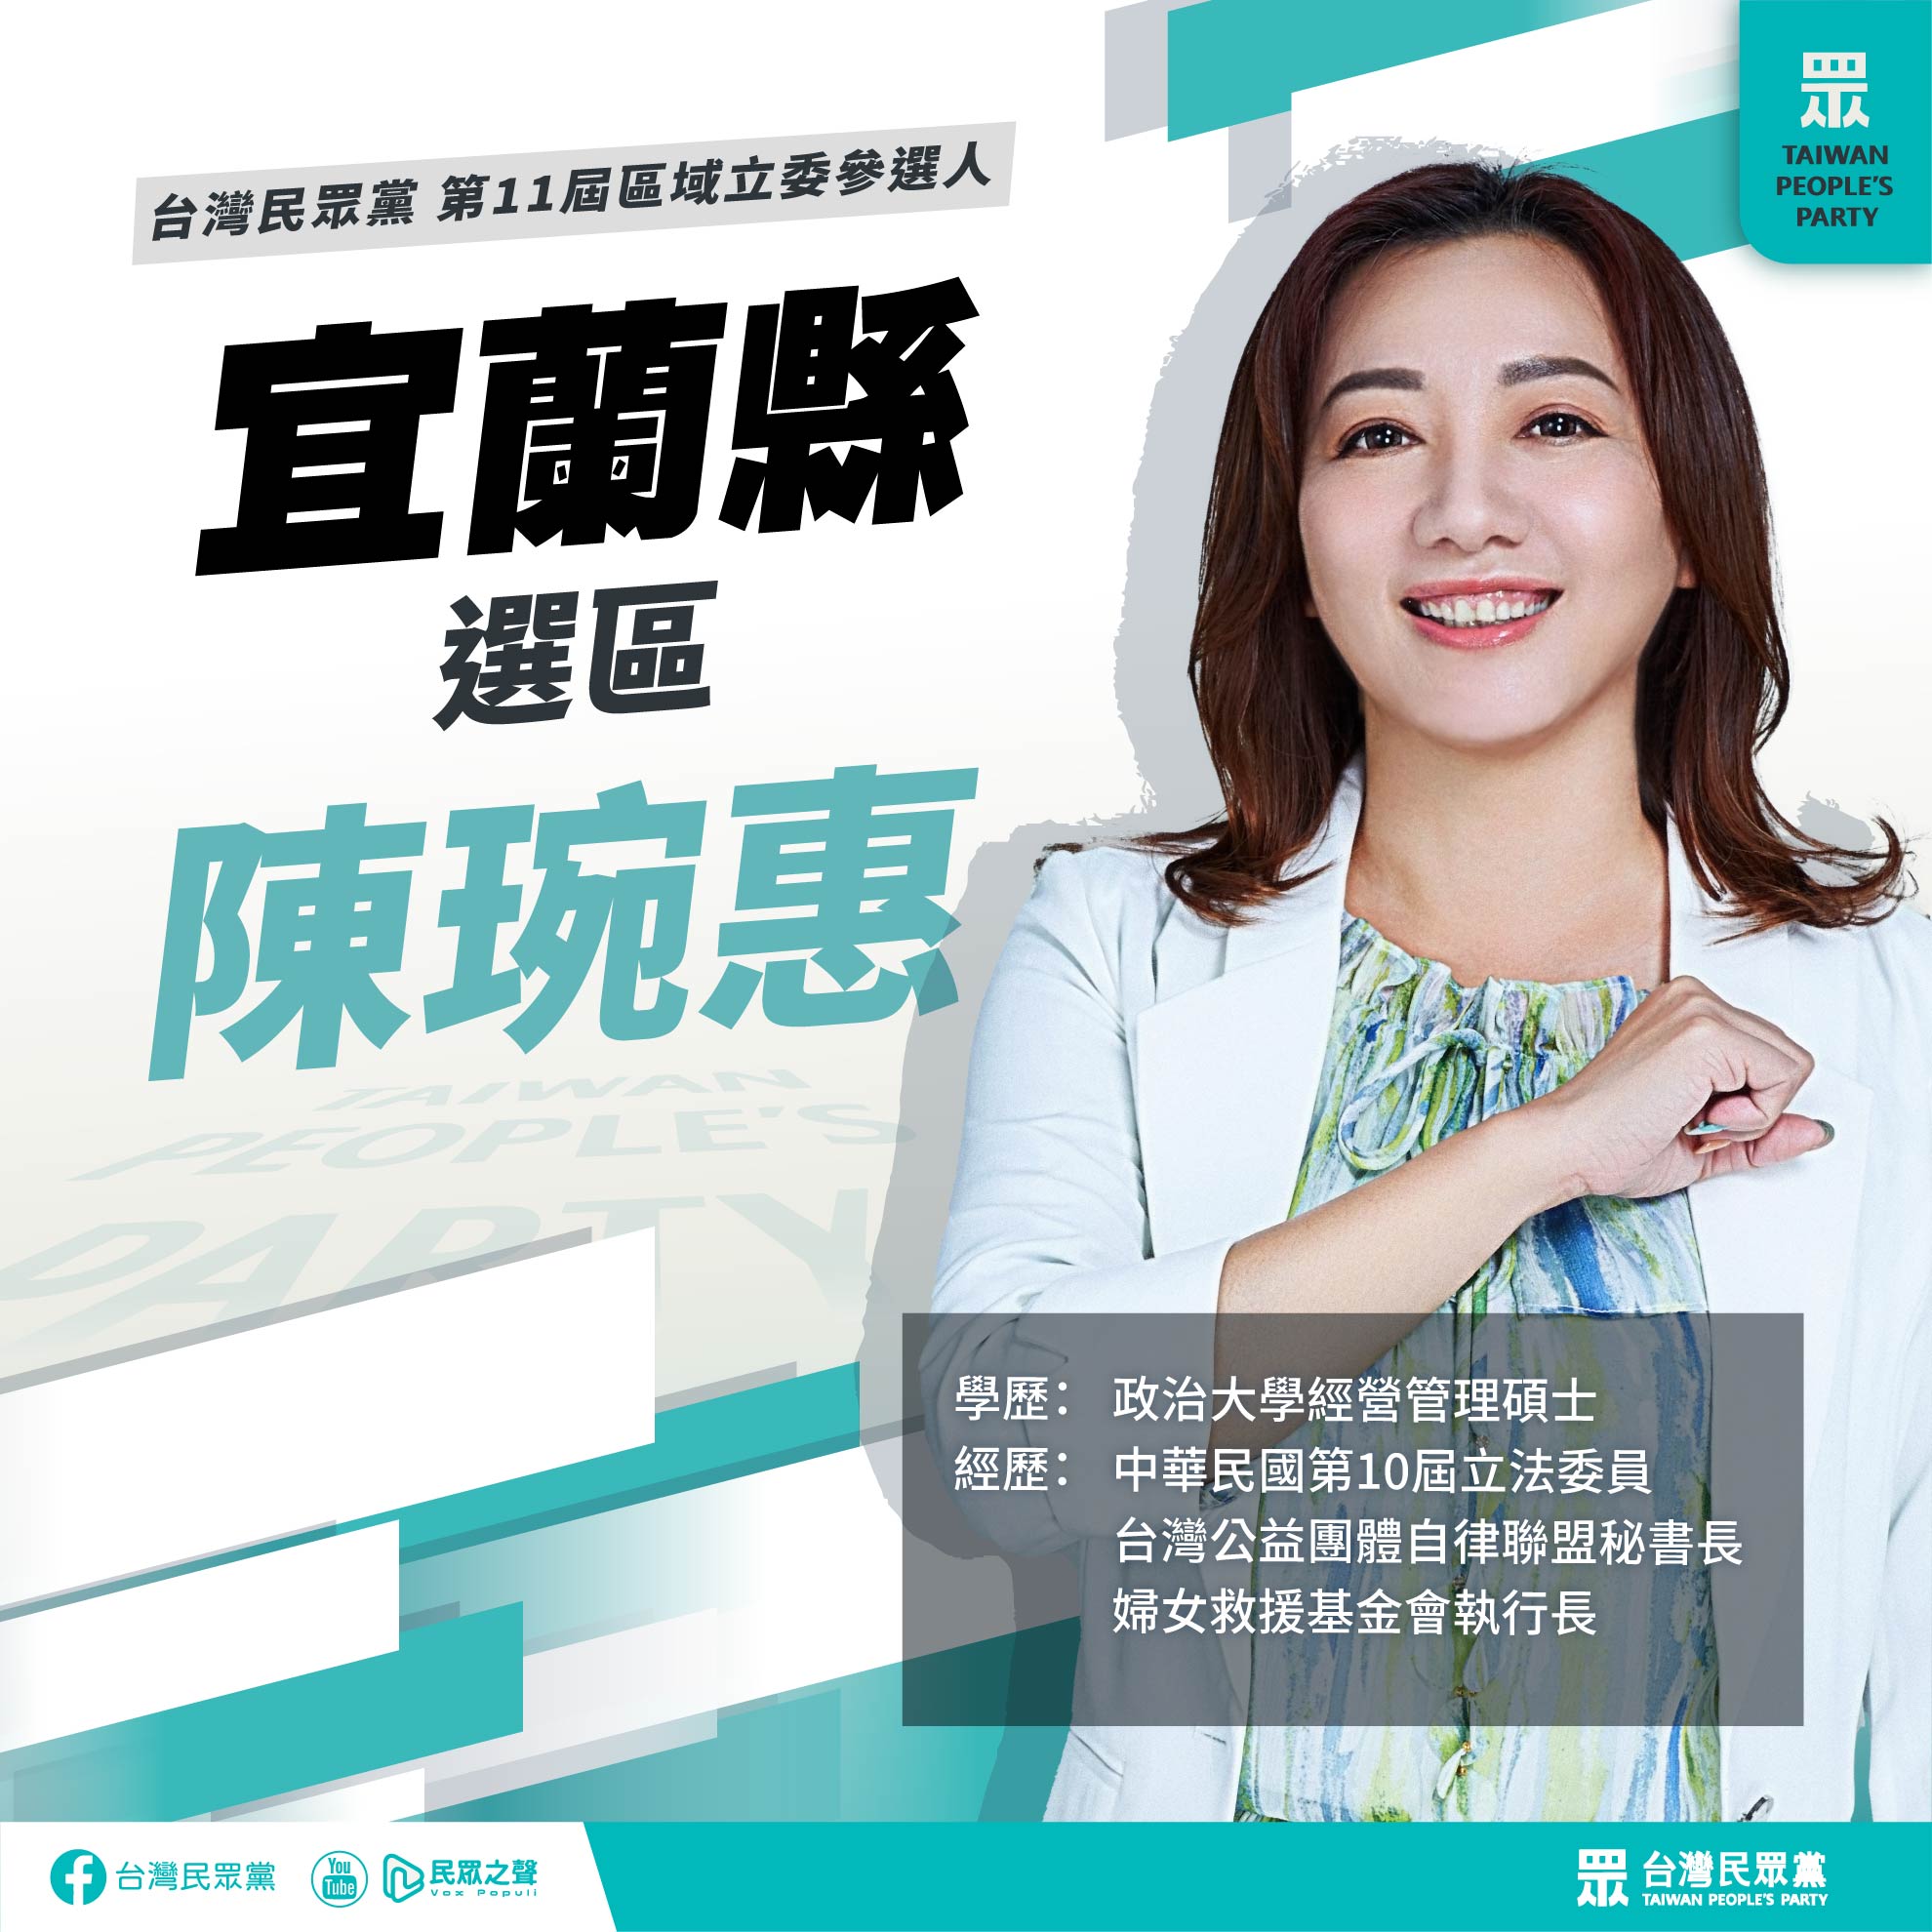 台灣民眾黨 第11屆區域立委參選人
眾
TAIWAN
PEOPLE'S
PARTY
宜蘭縣
選區
陳琬惠
TAIWAN
PEOPLE'S
PARTY
學歷： 政治大學經營管理碩士
經歷： 中華民國第10屆立法委員
台灣公益團體自律聯盟秘書長
婦女救援基金會執行長
f 台灣民眾黨
You
Tube
民眾之聲
Vox Populi
眾 台灣民眾黨
TAIWAN PEOPLE'S PARTY